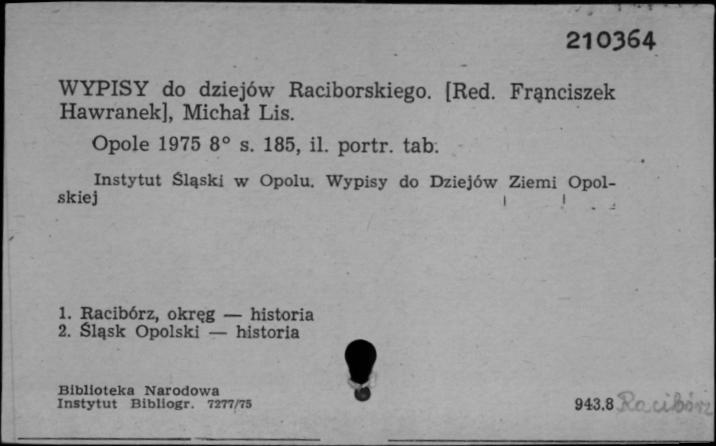 210364
WYPISY do dziejów Raciborskiego. [Red. Franciszek
Hawranek], Michał Lis.
Opole 1975 8° s. 185, il. portr. tab.
Instytut Śląski w Opolu. Wypisy do Dziejów Ziemi Opol-
skiej
1. Racibórz, okręg — historia
2. Śląsk Opolski — historia
Biblioteka Narodowa
Instytut Bibliogr. 7277/75
943.8 Racibórz